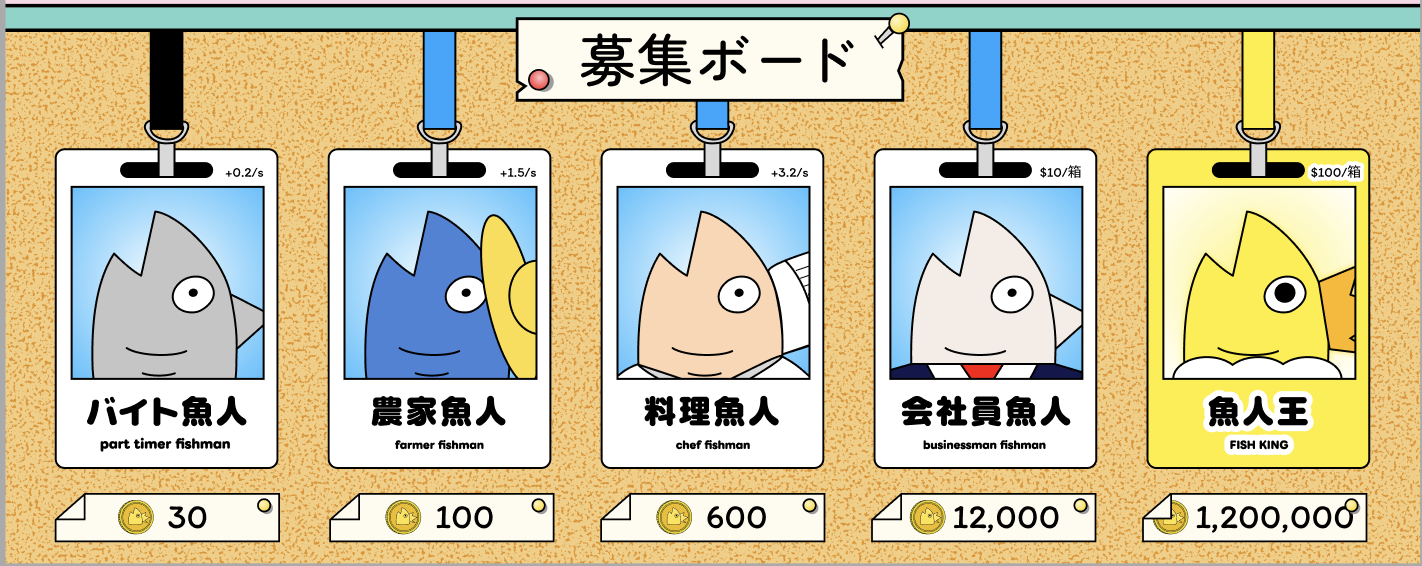 募集ボード
+0.2/s
バイト魚人
part timer fishman
30
+1.5/s
農家魚人
farmer fishman
100
+3.2/s
料理魚人
chef fishman
600
$10/箱
会社員魚人
businessman fishman
12,000
$100/箱
魚人王
FISH KING
1,200,000